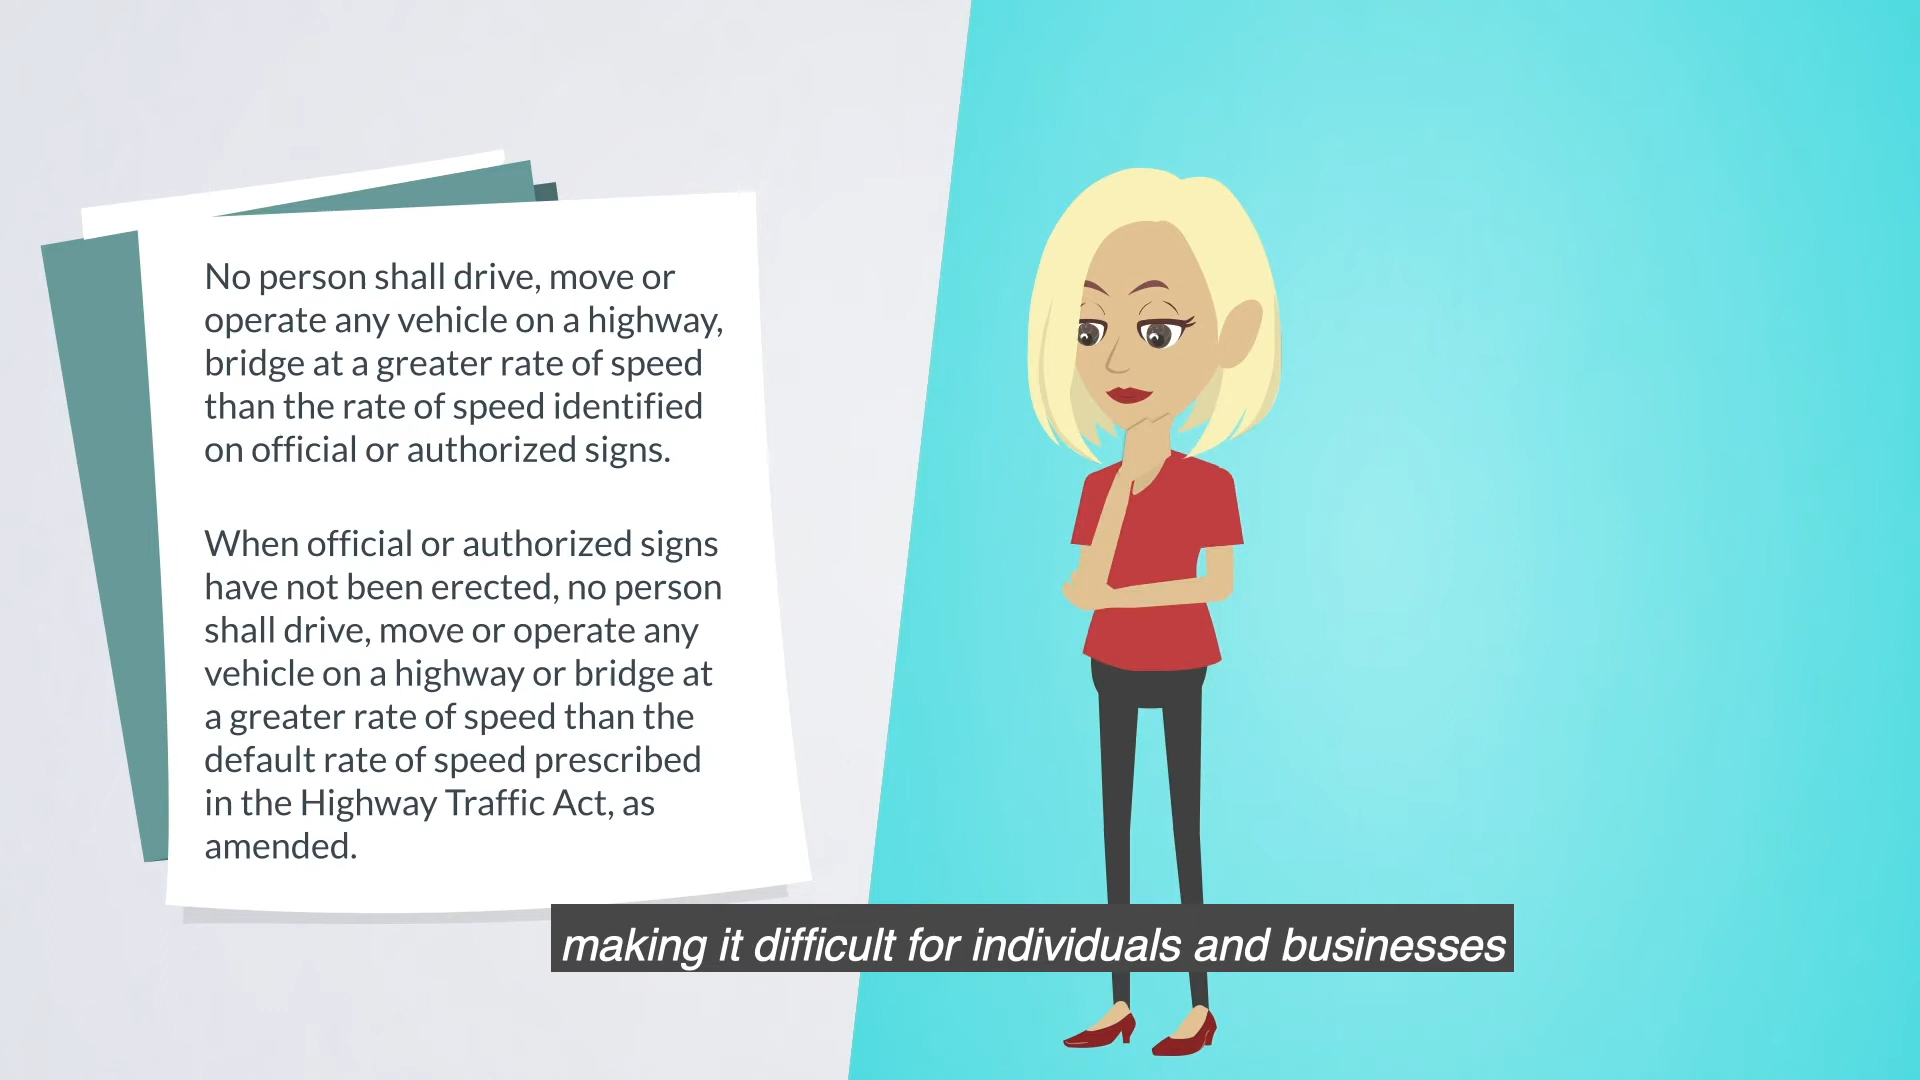 No person shall drive, move or
operate any vehicle on a highway,
bridge at a greater rate of speed
than the rate of speed identified
on official or authorized signs.
When official or authorized signs
have not been erected, no person
shall drive, move or operate any
vehicle on a highway or bridge at
a greater rate of speed than the
default rate of speed prescribed
in the Highway Traffic Act, as
amended.
making it difficult for individuals and businesses